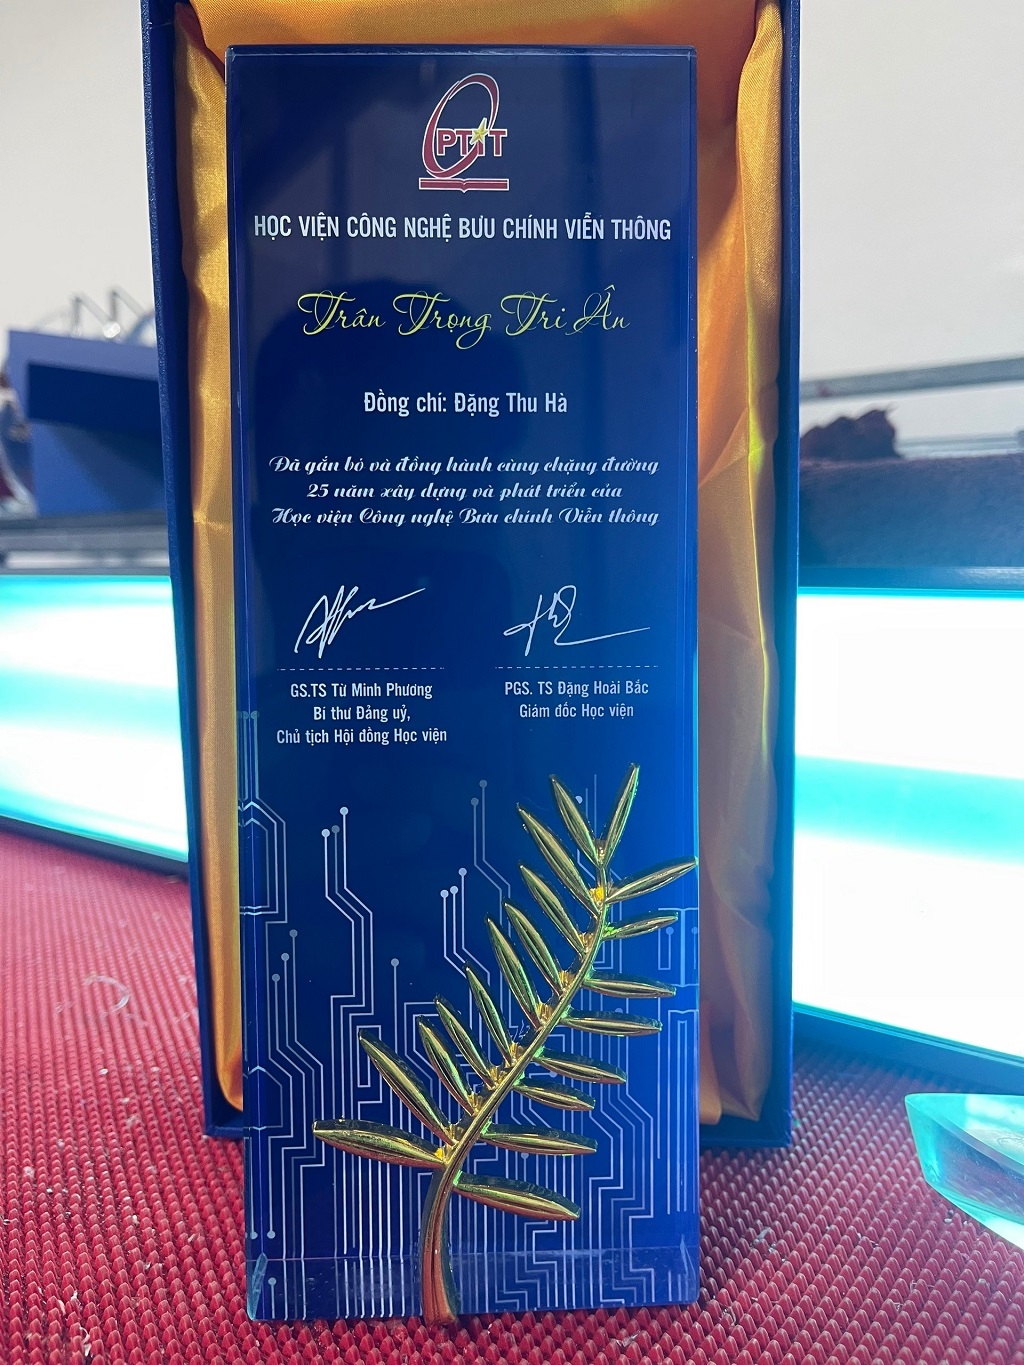 PTIT
HỌC VIỆN CÔNG NGHỆ BƯU CHÍNH VIỄN THÔNG
Trân Trọng Tri Ân
Đồng chí: Đặng Thu Hà
Đã gắn bó và đồng hành cùng chặng đường
25 năm xây dựng và phát triển của
Học viện Công nghệ Bưu chính Viễn thông
GS.TS Từ Minh Phương
Bí thư Đảng uỷ,
Chủ tịch Hội đồng Học viện
PGS. TS Đặng Hoài Bắc
Giám đốc Học viện